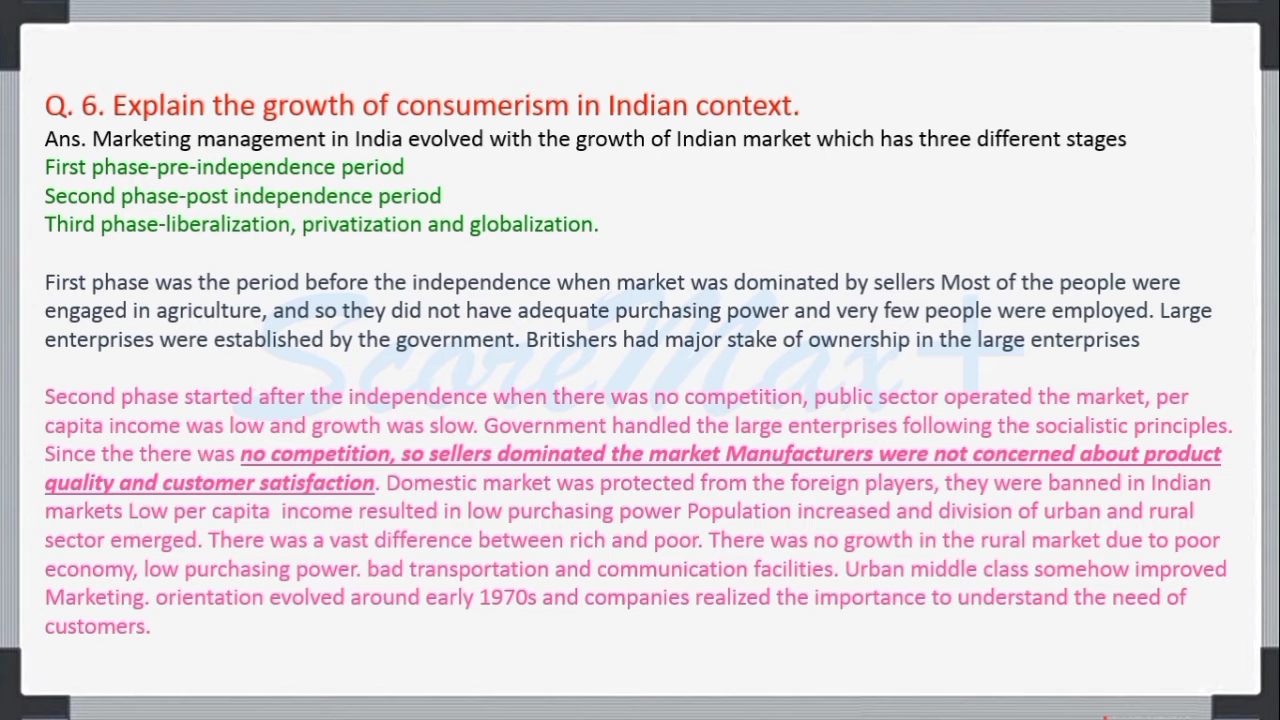 Q. 6. Explain the growth of consumerism in Indian context.
Ans. Marketing management in India evolved with the growth of Indian market which has three different stages
First phase-pre-independence period
Second phase-post independence period
Third phase-liberalization, privatization and globalization.
First phase was the period before the independence when market was dominated by sellers Most of the people were
engaged in agriculture, and so they did not have adequate purchasing power and very few people were employed. Large
enterprises were established by the government. Britishers had major stake of ownership in the large enterprises
ScoreMax+
Second phase started after the independence when there was no competition, public sector operated the market, per
capita income was low and growth was slow. Government handled the large enterprises following the socialistic principles.
Since the there was no competition, so sellers dominated the market Manufacturers were not concerned about product
quality and customer satisfaction. Domestic market was protected from the foreign players, they were banned in Indian
markets Low per capita  income resulted in low purchasing power Population increased and division of urban and rural
sector emerged. There was a vast difference between rich and poor. There was no growth in the rural market due to poor
economy, low purchasing power. bad transportation and communication facilities. Urban middle class somehow improved
Marketing. orientation evolved around early 1970s and companies realized the importance to understand the need of
customers.